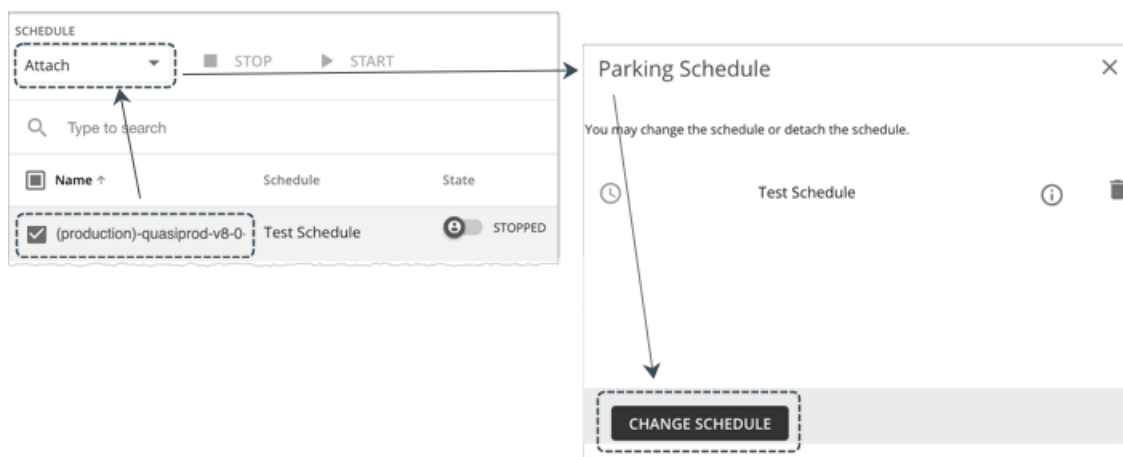 SCHEDULE
Attach
STOP
START
Type to search
Name ↑
Schedule
State
(production)-quasiprod-v8-0-
Test Schedule
STOPPED
Parking Schedule
You may change the schedule or detach the schedule.
Test Schedule
CHANGE SCHEDULE